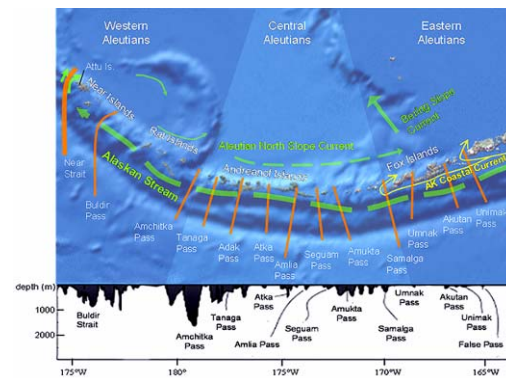 Western
Aleutians
Central
Aleutians
Eastern
Aleutians
Attu Is
Near Islands
Rat Islands
Bering Slope
Current
Aleutian North Slope Current
Andreanof Islands
Fox Islands
AK Coastal Current
Alaskan Stream
Near
Strait
Buldir
Pass
Amchitka
Pass
Tanaga
Pass
Adak
Pass
Atka
Pass
Amlia
Pass
Seguam
Pass
Amukta
Pass
Samalga
Pass
Umnak
Pass
Akutan
Pass
Unimak
Pass
depth (m)
1000
2000
Buldir
Strait
Amchitka
Pass
Tanaga
Pass
Atka
Pass
Amlia Pass
Seguam
Pass
Amukta
Pass
Umnak
Pass
Samalga
Pass
Akutan
Pass
Unimak
Pass
False Pass
175°W
180°
175°W
170°W
165°W